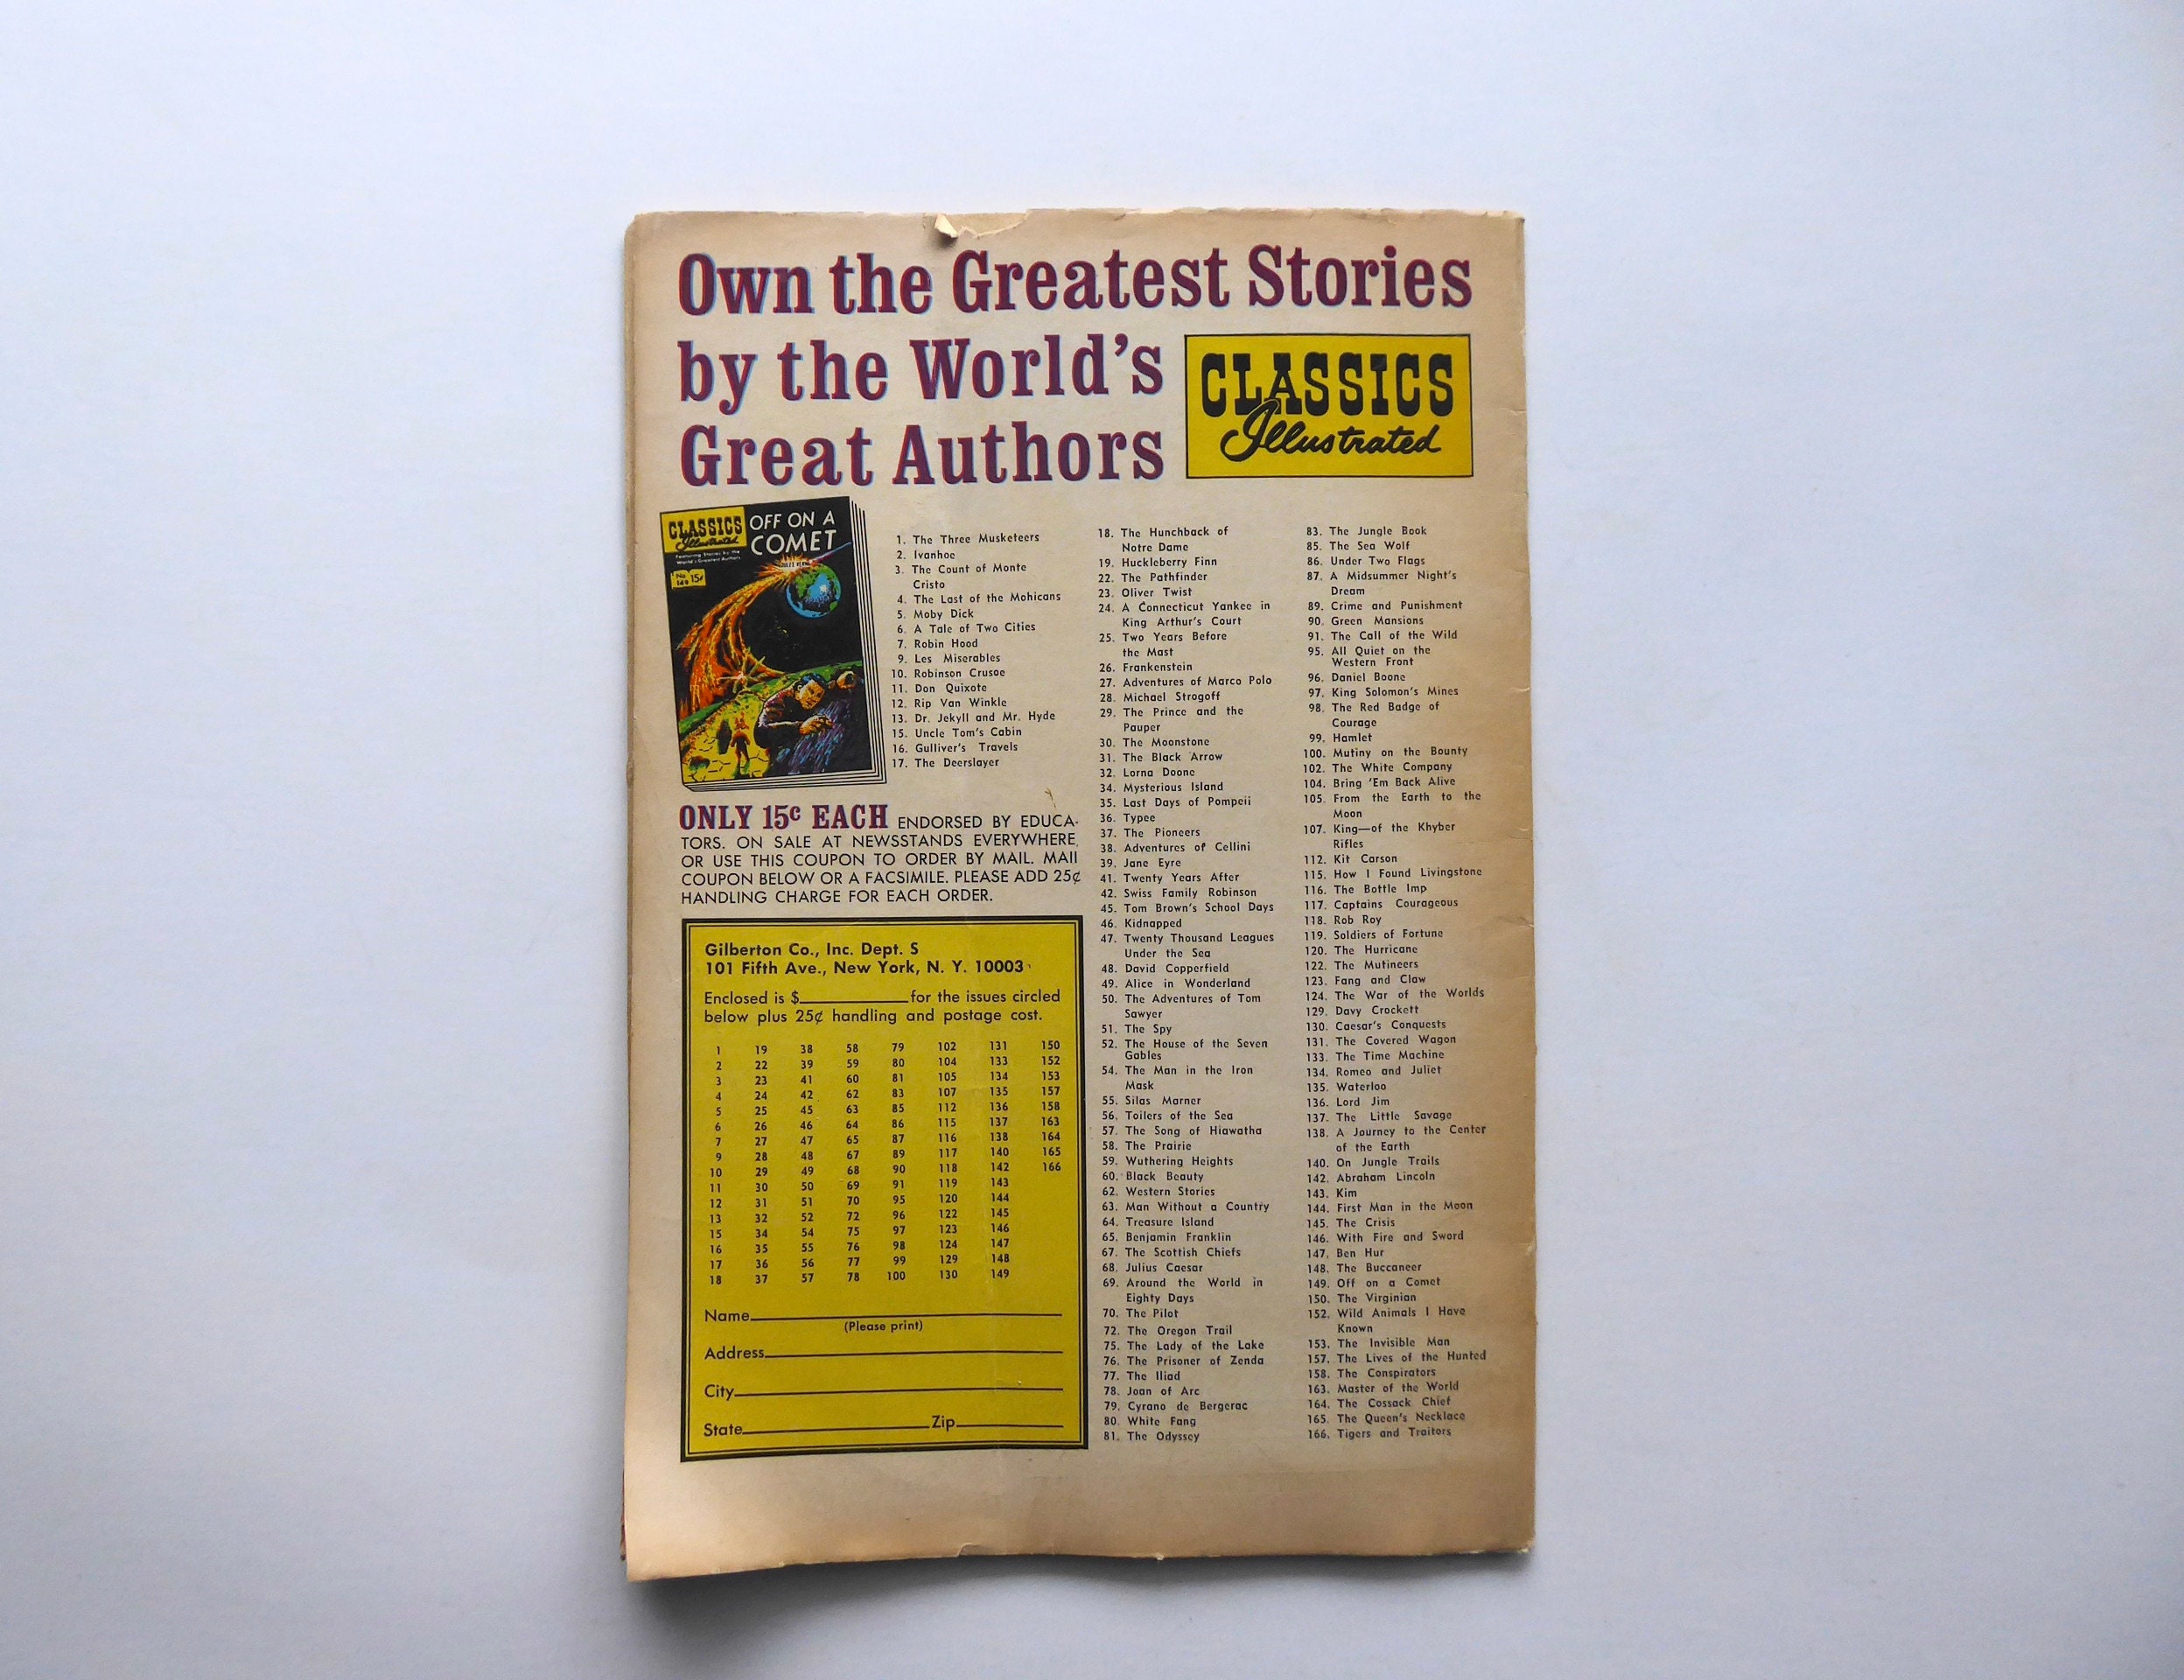 Own the Greatest Stories
by the World's
Great Authors
CLASSICS
Illustrated
CLASSICS
Illustrated
Featuring Stories by the
World's Greatest Authors
OFF ON A
COMET
No. 149
15¢
1. The Three Musketeers
2. Ivanhoe
3. The Count of Monte
Cristo
4. The Last of the Mohicans
5. Moby Dick
6. A Tale of Two Cities
7. Robin Hood
9. Les Miserables
10. Robinson Crusoe
11. Don Quixote
12. Rip Van Winkle
13. Dr. Jekyll and Mr. Hyde
15. Uncle Tom's Cabin
16. Gulliver's Travels
17. The Deerslayer
ONLY 15¢ EACH ENDORSED BY EDUCA-
TORS. ON SALE AT NEWSSTANDS EVERYWHERE,
OR USE THIS COUPON TO ORDER BY MAIL. MAIL
COUPON BELOW OR A FACSIMILE. PLEASE ADD 25¢
HANDLING CHARGE FOR EACH ORDER.
Gilberton Co., Inc. Dept. S
101 Fifth Ave., New York, N. Y. 10003
Enclosed is $ for the issues circled
below plus 25¢ handling and postage cost.
1 19 38 58 79 102 131 150
2 22 39 59 80 104 133 152
3 23 41 60 81 105 134 153
4 24 42 62 83 107 135 157
5 25 45 63 85 112 136 158
6 26 46 64 86 115 137 163
7 27 47 65 87 116 138 164
9 28 48 67 89 117 140 165
10 29 49 68 90 118 142 166
11 30 50 69 91 119 143
12 31 51 70 95 120 144
13 32 52 72 96 122 145
15 34 54 75 97 123 146
16 35 55 76 98 124 147
17 36 56 77 99 129 148
18 37 57 78 100 130 149
Name
(Please print)
Address
City
State Zip
18. The Hunchback of
Notre Dame
19. Huckleberry Finn
22. The Pathfinder
23. Oliver Twist
24. A Connecticut Yankee in
King Arthur's Court
25. Two Years Before
the Mast
26. Frankenstein
27. Adventures of Marco Polo
28. Michael Strogoff
29. The Prince and the
Pauper
30. The Moonstone
31. The Black Arrow
32. Lorna Doone
34. Mysterious Island
35. Last Days of Pompeii
36. Typee
37. The Pioneers
38. Adventures of Cellini
39. Jane Eyre
41. Twenty Years After
42. Swiss Family Robinson
45. Tom Brown's School Days
46. Kidnapped
47. Twenty Thousand Leagues
Under the Sea
48. David Copperfield
49. Alice in Wonderland
50. The Adventures of Tom
Sawyer
51. The Spy
52. The House of the Seven
Gables
54. The Man in the Iron
Mask
55. Silas Marner
56. Toilers of the Sea
57. The Song of Hiawatha
58. The Prairie
59. Wuthering Heights
60. Black Beauty
62. Western Stories
63. Man Without a Country
64. Treasure Island
65. Benjamin Franklin
67. The Scottish Chiefs
68. Julius Caesar
69. Around the World in
Eighty Days
70. The Pilot
72. The Oregon Trail
75. The Lady of the Lake
76. The Prisoner of Zenda
77. The Iliad
78. Joan of Arc
79. Cyrano de Bergerac
80. White Fang
81. The Odyssey
83. The Jungle Book
85. The Sea Wolf
86. Under Two Flags
87. A Midsummer Night's
Dream
89. Crime and Punishment
90. Green Mansions
91. The Call of the Wild
95. All Quiet on the
Western Front
96. Daniel Boone
97. King Solomon's Mines
98. The Red Badge of
Courage
99. Hamlet
100. Mutiny on the Bounty
102. The White Company
104. Bring 'Em Back Alive
105. From the Earth to the
Moon
107. King—of the Khyber
Rifles
112. Kit Carson
115. How I Found Livingstone
116. The Bottle Imp
117. Captains Courageous
118. Rob Roy
119. Soldiers of Fortune
120. The Hurricane
122. The Mutineers
123. Fang and Claw
124. The War of the Worlds
129. Davy Crockett
130. Caesar's Conquests
131. The Covered Wagon
133. The Time Machine
134. Romeo and Juliet
135. Waterloo
136. Lord Jim
137. The Little Savage
138. A Journey to the Center
of the Earth
140. On Jungle Trails
142. Abraham Lincoln
143. Kim
144. First Man in the Moon
145. The Crisis
146. With Fire and Sword
147. Ben Hur
148. The Buccaneer
149. Off on a Comet
150. The Virginian
152. Wild Animals I Have
Known
153. The Invisible Man
157. The Lives of the Hunted
158. The Conspirators
163. Master of the World
164. The Cossack Chief
165. The Queen's Necklace
166. Tigers and Traitors